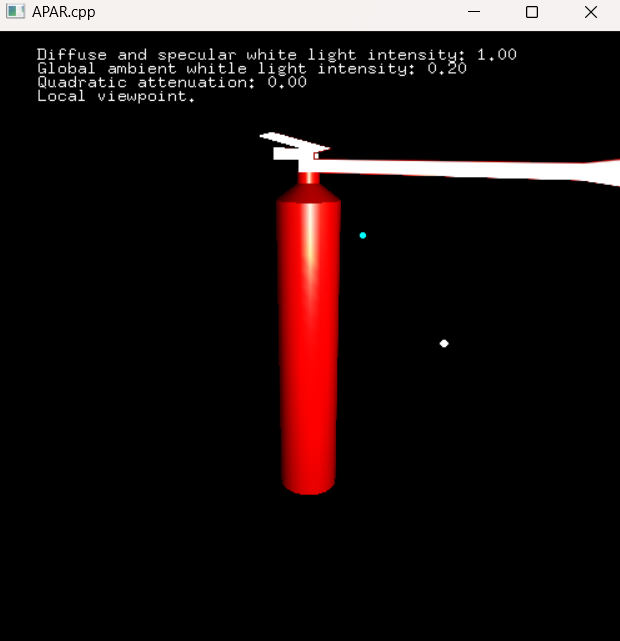 APAR.cpp
Diffuse and specular white light intensity: 1.00
Global ambient whitle light intensity: 0.20
Quadratic attenuation: 0.00
Local viewpoint.